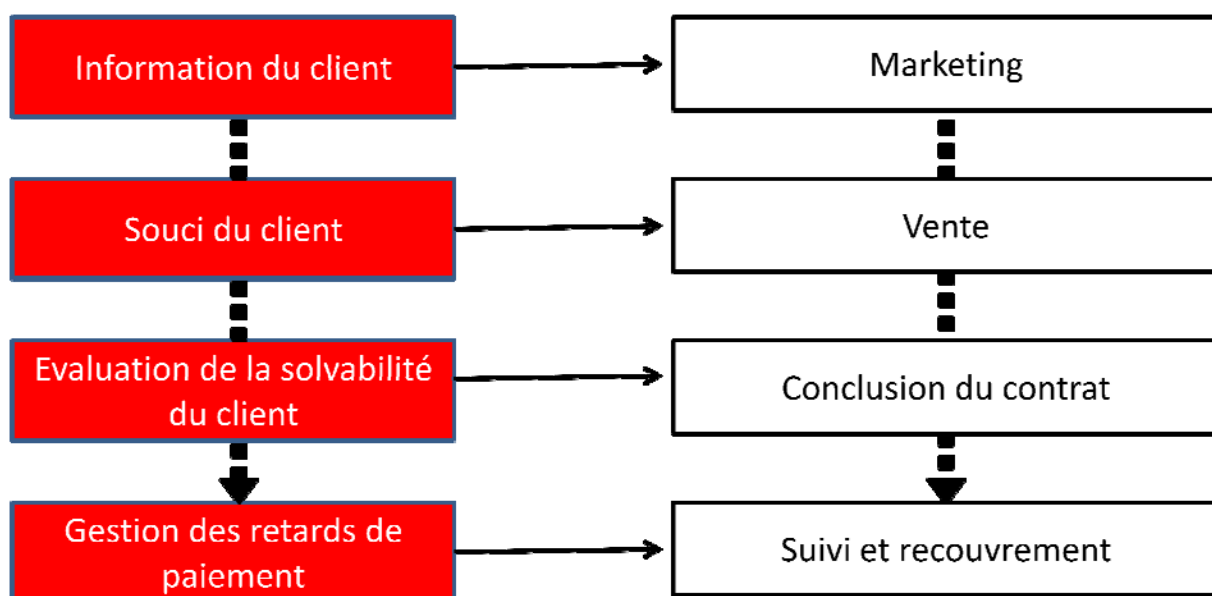 Information du client
Marketing
Souci du client
Vente
Evaluation de la solvabilité
du client
Conclusion du contrat
Gestion des retards de
paiement
Suivi et recouvrement